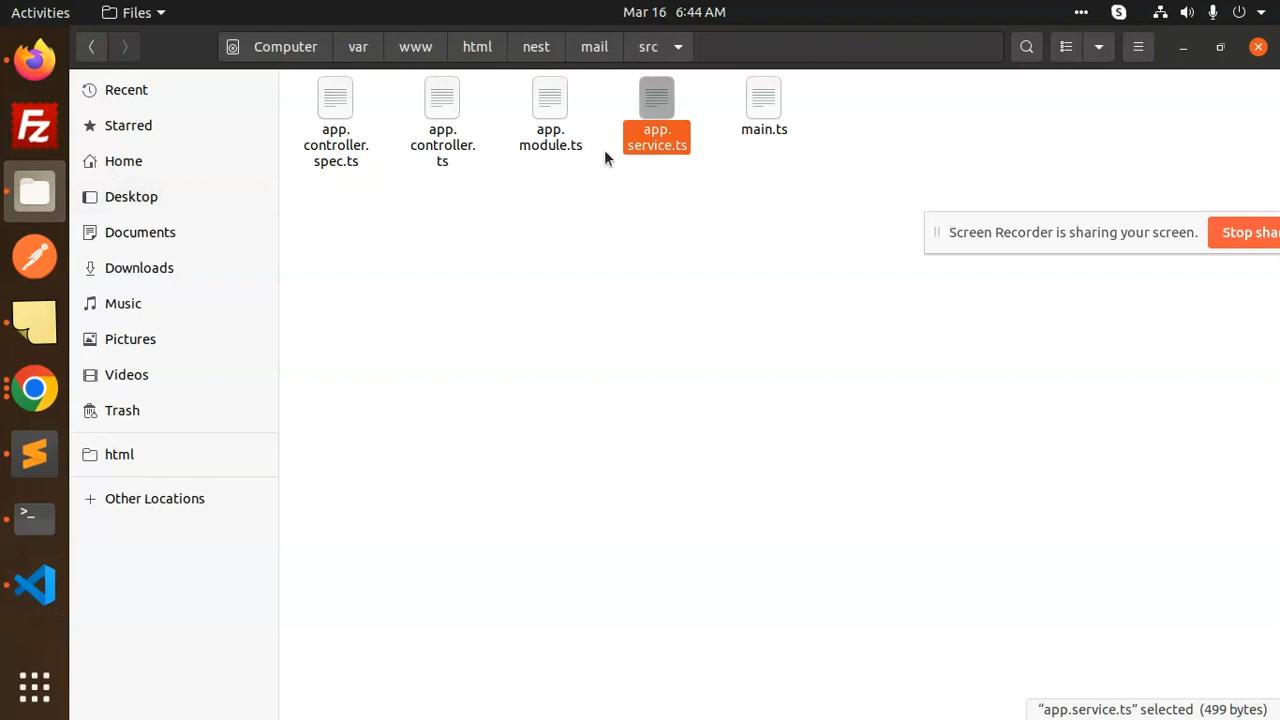 Activities
Files
Mar 16 6:44 AM
Computer
var
www
html
nest
mail
src
Recent
Starred
Home
Desktop
Documents
Downloads
Music
Pictures
Videos
Trash
html
Other Locations
app.
controller.
spec.ts
app.
controller.
ts
app.
module.ts
app.
service.ts
main.ts
Screen Recorder is sharing your screen.
Stop shar
Fz
S
>_
“app.service.ts” selected (499 bytes)